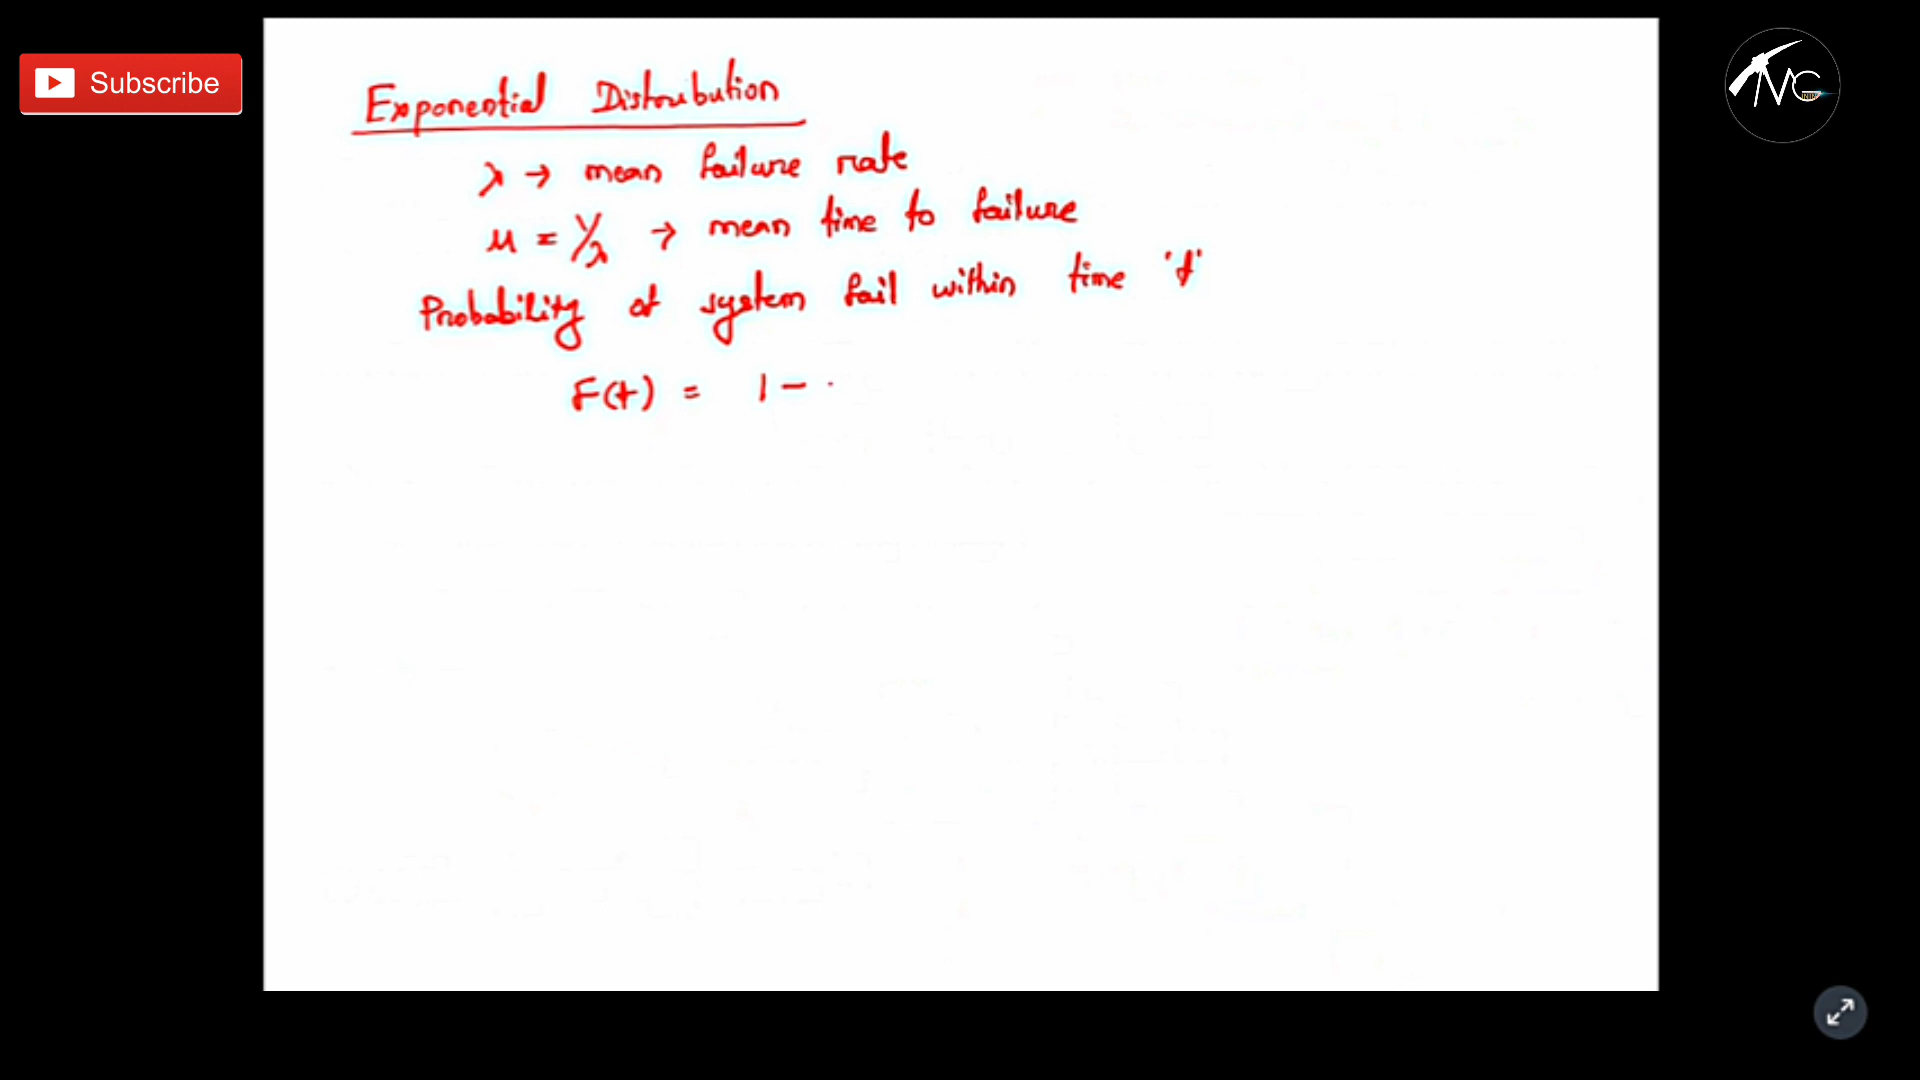 Subscribe
Exponential Distribution
λ → mean failure rate
μ = 1/λ → mean time to failure
Probability of system fail within time 't'
F(t) = 1 -